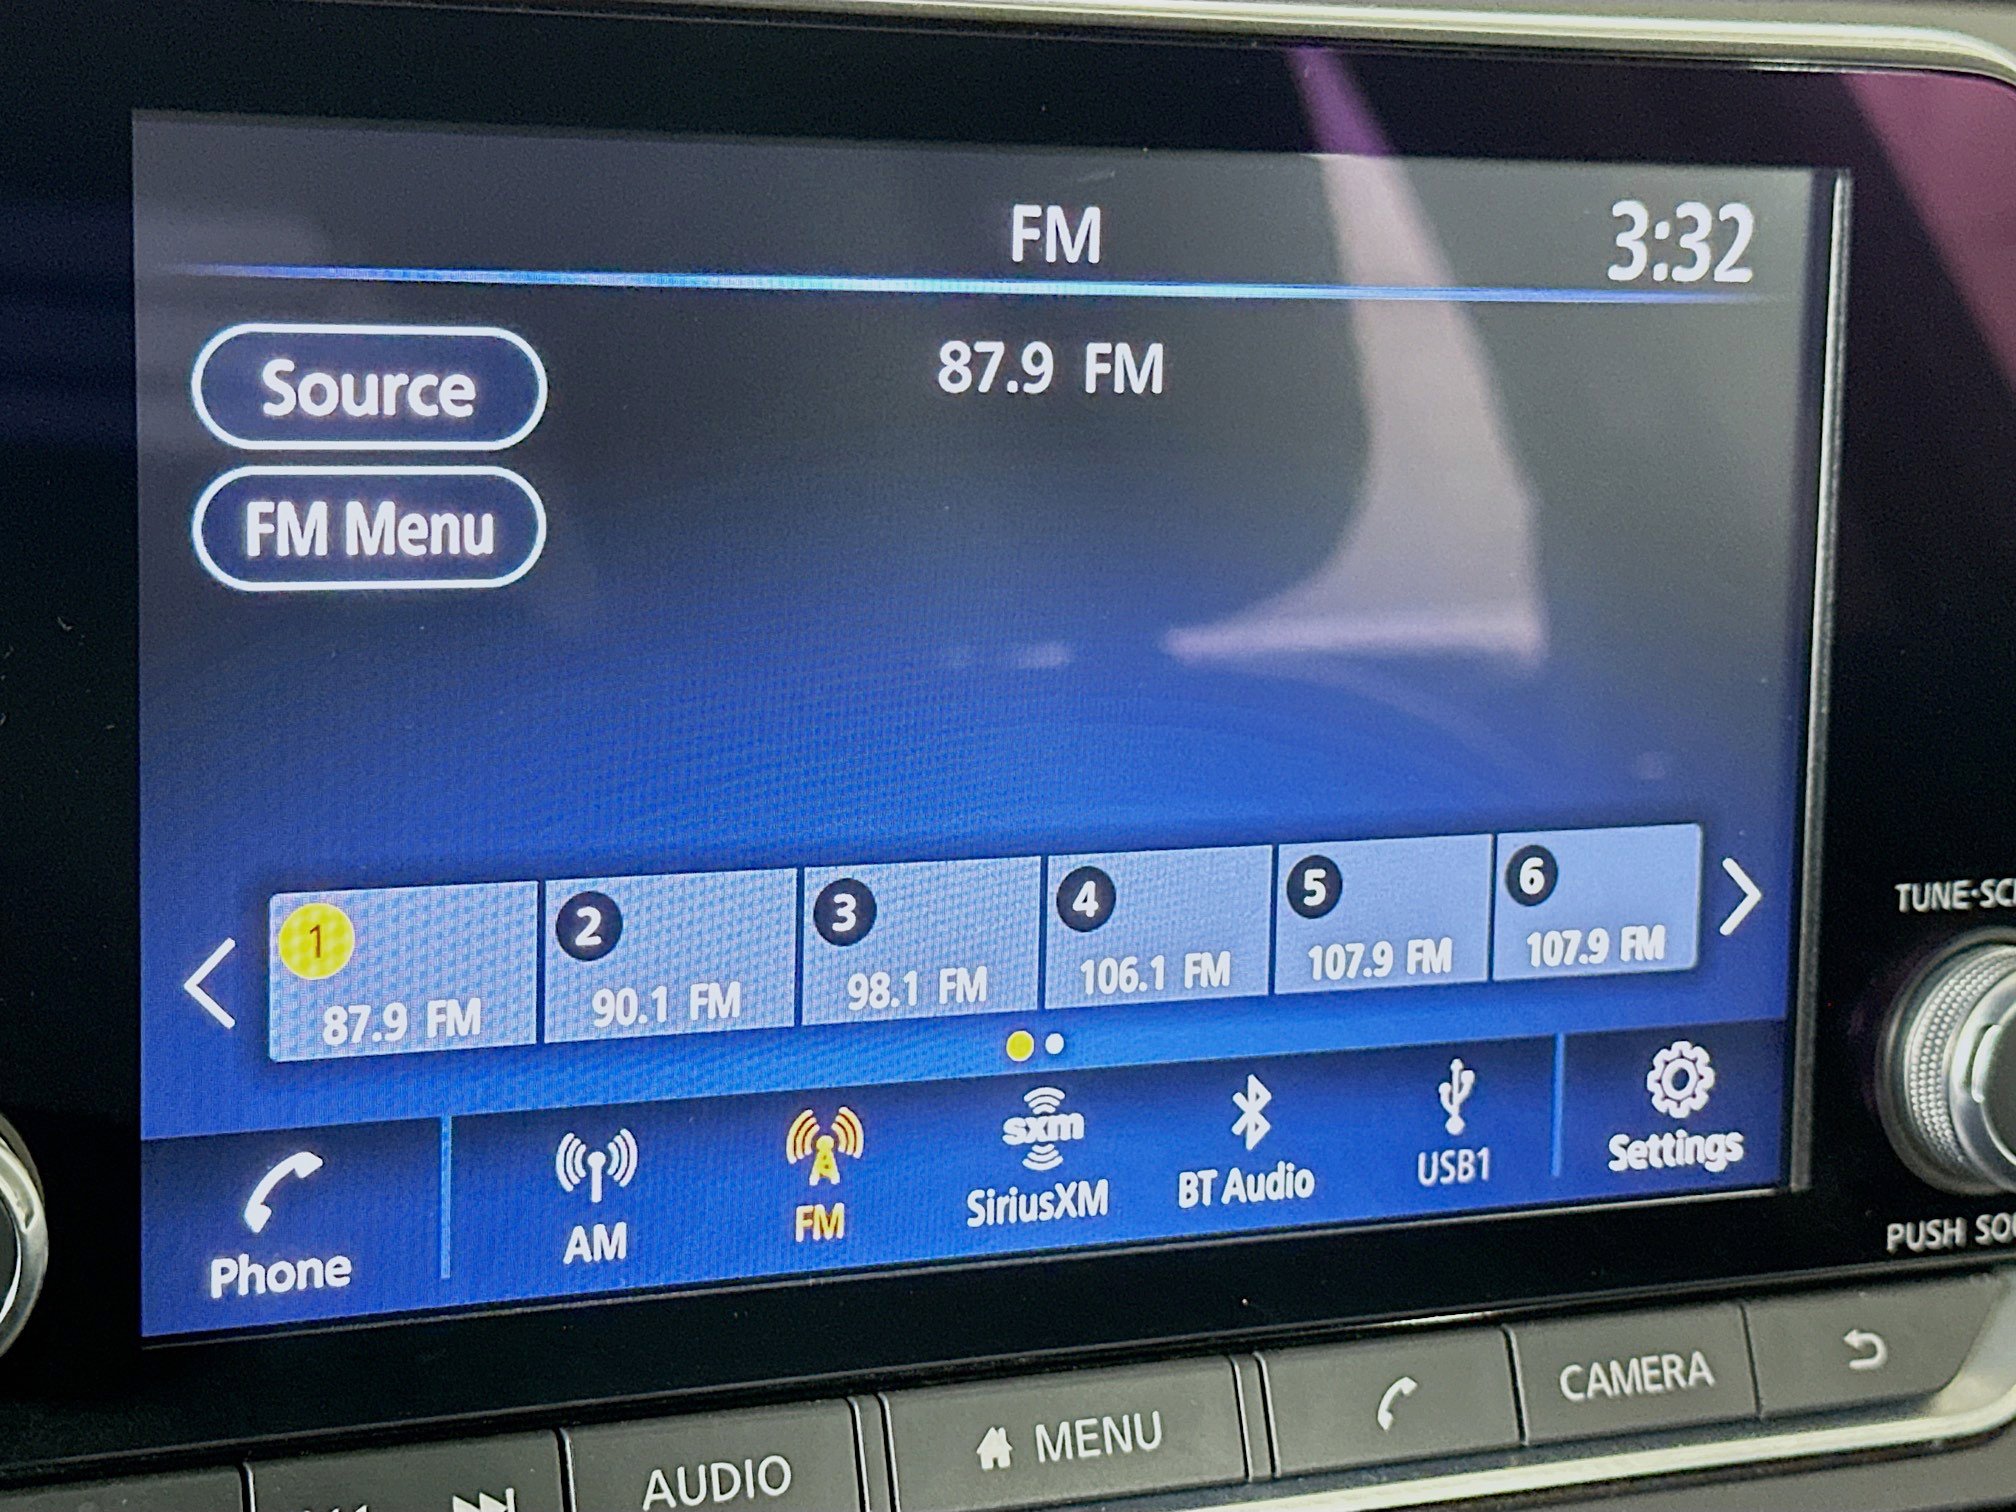 FM
3:32
Source
87.9 FM
FM Menu
1
87.9 FM
2
90.1 FM
3
98.1 FM
4
106.1 FM
5
107.9 FM
6
107.9 FM
Phone
AM
FM
sxm
SiriusXM
BT Audio
USB1
Settings
TUNE·SC
PUSH SO
AUDIO
MENU
CAMERA